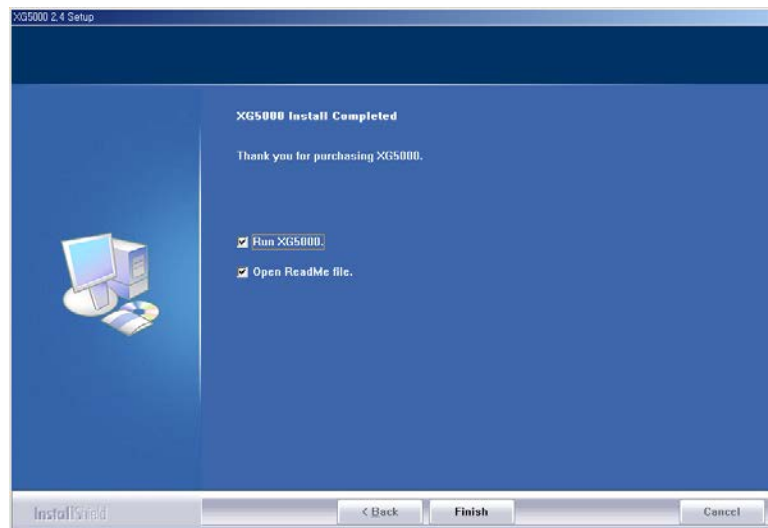 XG5000 2.4 Setup
XG5000 Install Completed
Thank you for purchasing XG5000.
Run XG5000.
Open ReadMe file.
InstallShield
< Back
Finish
Cancel